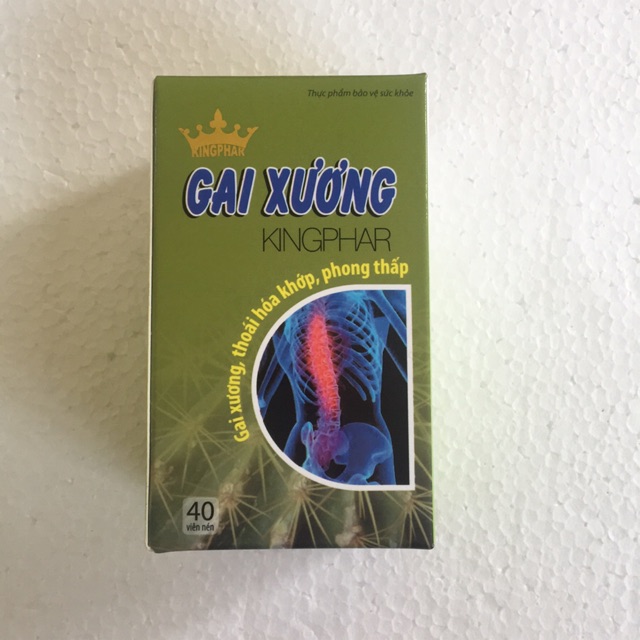 Thực phẩm bảo vệ sức khỏe
KINGPHAR
GAI XƯƠNG
KINGPHAR
Gai xương, thoái hóa khớp, phong thấp
40
viên nén